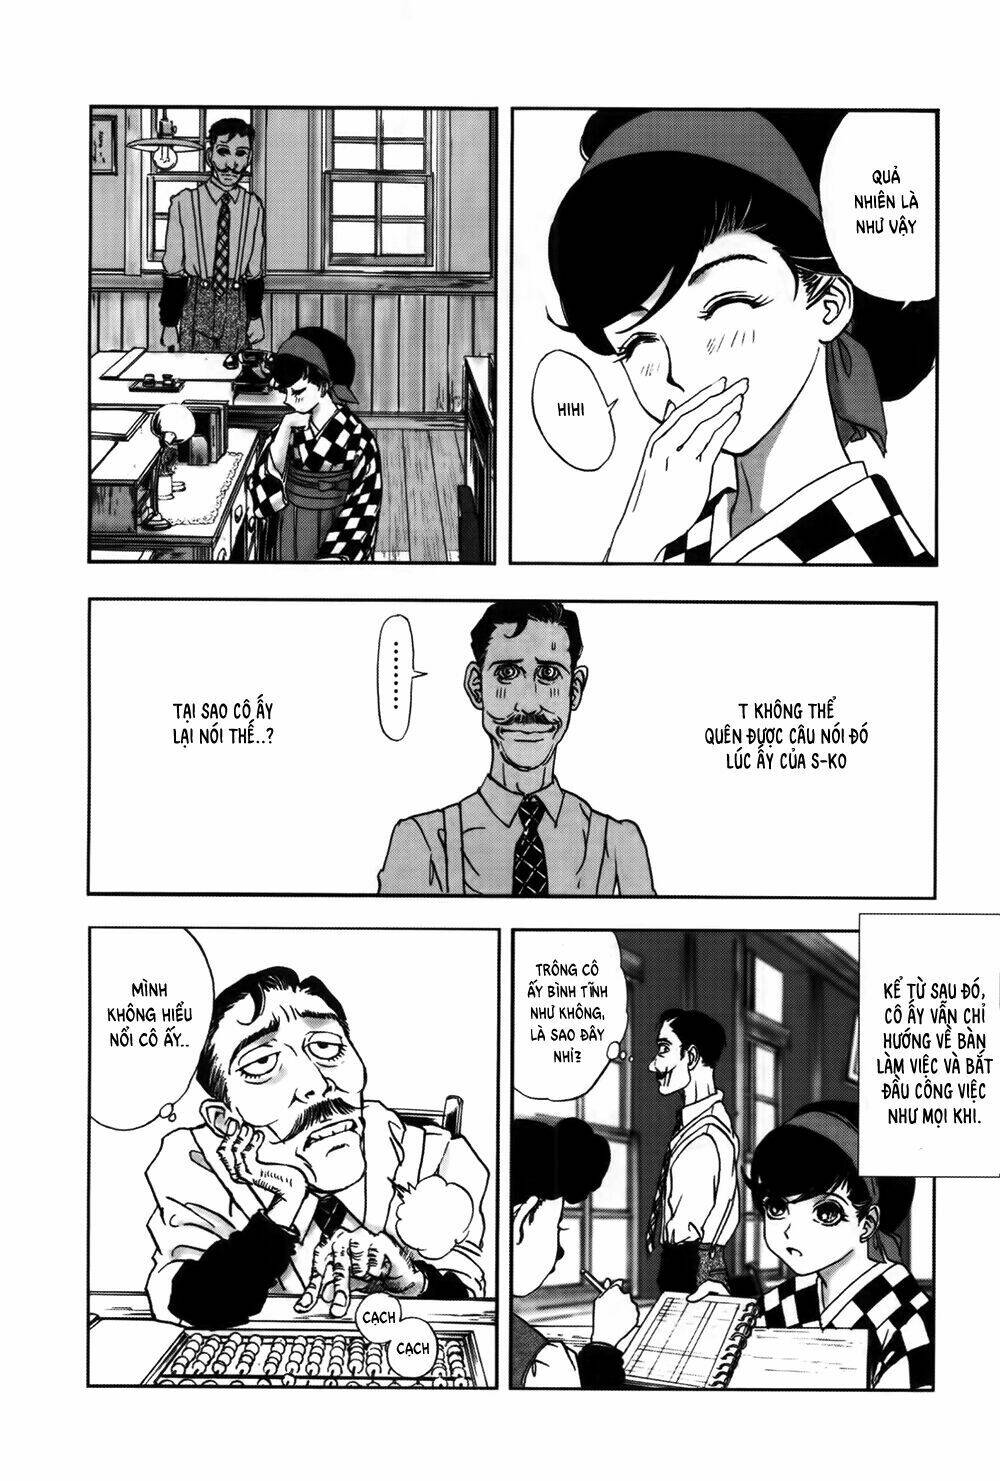 QUẢ
NHIÊN LÀ
NHƯ VẬY
HIHI
T KHÔNG THỂ
QUÊN ĐƯỢC CÂU NÓI ĐÓ
LÚC ẤY CỦA S-KO
..........
TẠI SAO CÔ ẤY
LẠI NÓI THẾ..?
KỂ TỪ SAU ĐÓ,
CÔ ẤY VẪN CHỈ
HƯỚNG VỀ BÀN
LÀM VIỆC VÀ BẮT
ĐẦU CÔNG VIỆC
NHƯ MỌI KHI.
TRÔNG CÔ
ẤY BÌNH TĨNH
NHƯ KHÔNG,
LÀ SAO ĐÂY
NHỈ?
MÌNH
KHÔNG HIỂU
NỔI CÔ ẤY..
CẠCH
CẠCH